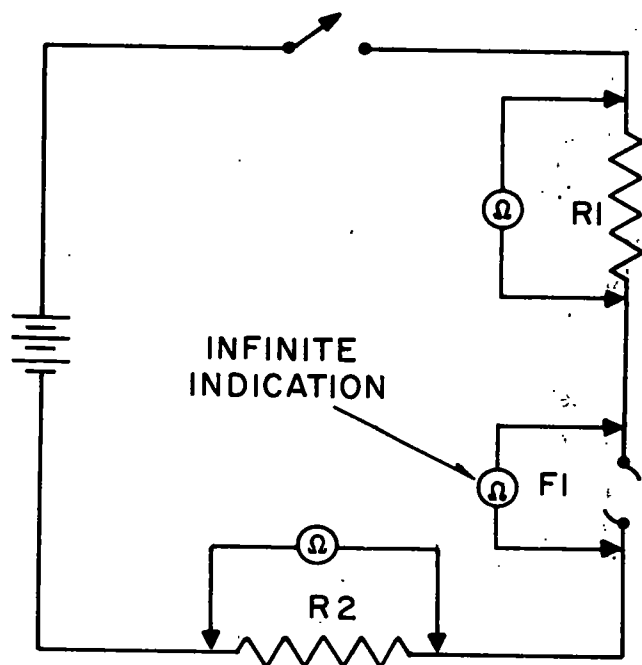 Ω
R1
INFINITE
INDICATION
Ω
F1
Ω
R2